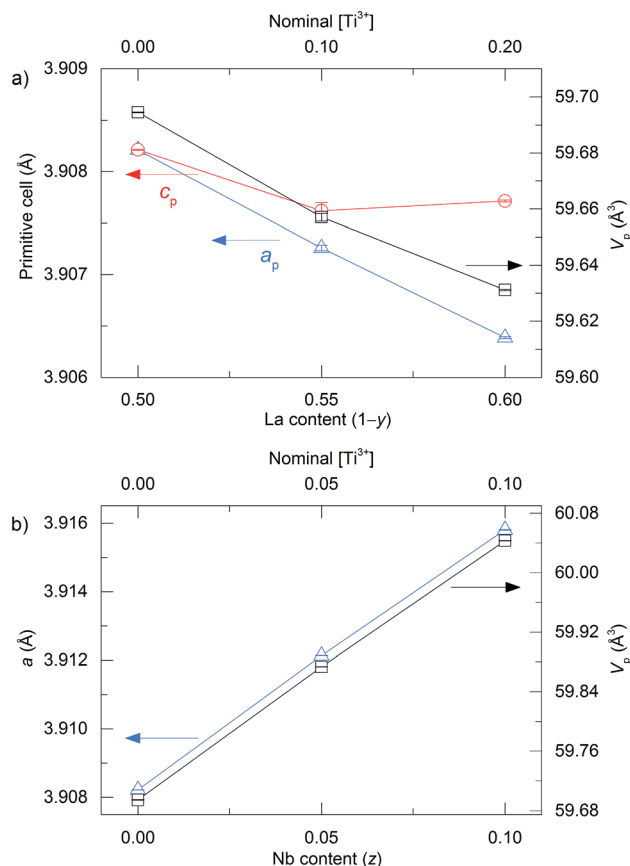 Nominal [Ti³⁺]
0.00 0.10 0.20
a)
3.909
3.908
3.907
3.906
Primitive cell (Å)
cₚ
aₚ
59.70
59.68
59.66
59.64
59.62
59.60
Vₚ (Å³)
0.50 0.55 0.60
La content (1–y)
Nominal [Ti³⁺]
0.00 0.05 0.10
b)
3.916
3.914
3.912
3.910
3.908
a (Å)
60.08
60.00
59.92
59.84
59.76
59.68
Vₚ (Å³)
0.00 0.05 0.10
Nb content (z)